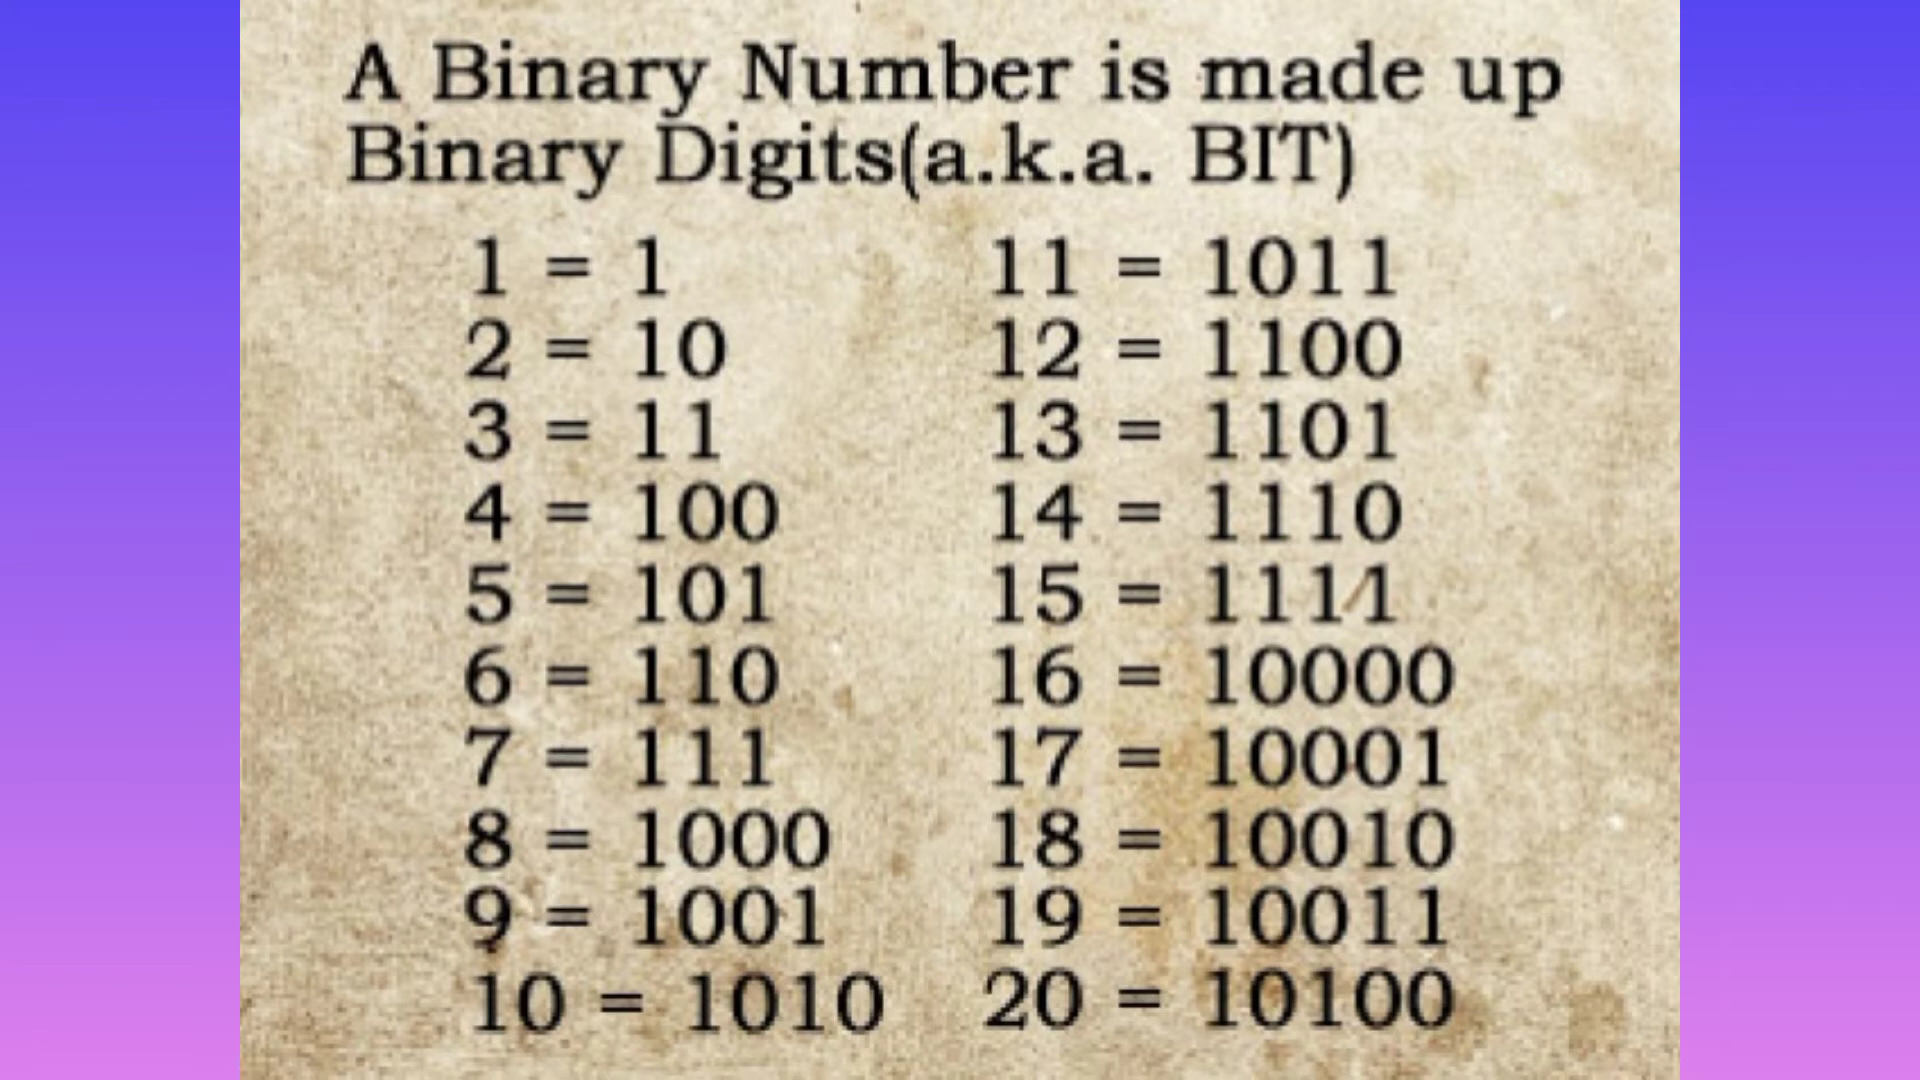 A Binary Number is made up
Binary Digits(a.k.a. BIT)
1 = 1
2 = 10
3 = 11
4 = 100
5 = 101
6 = 110
7 = 111
8 = 1000
9 = 1001
10 = 1010
11 = 1011
12 = 1100
13 = 1101
14 = 1110
15 = 1111
16 = 10000
17 = 10001
18 = 10010
19 = 10011
20 = 10100